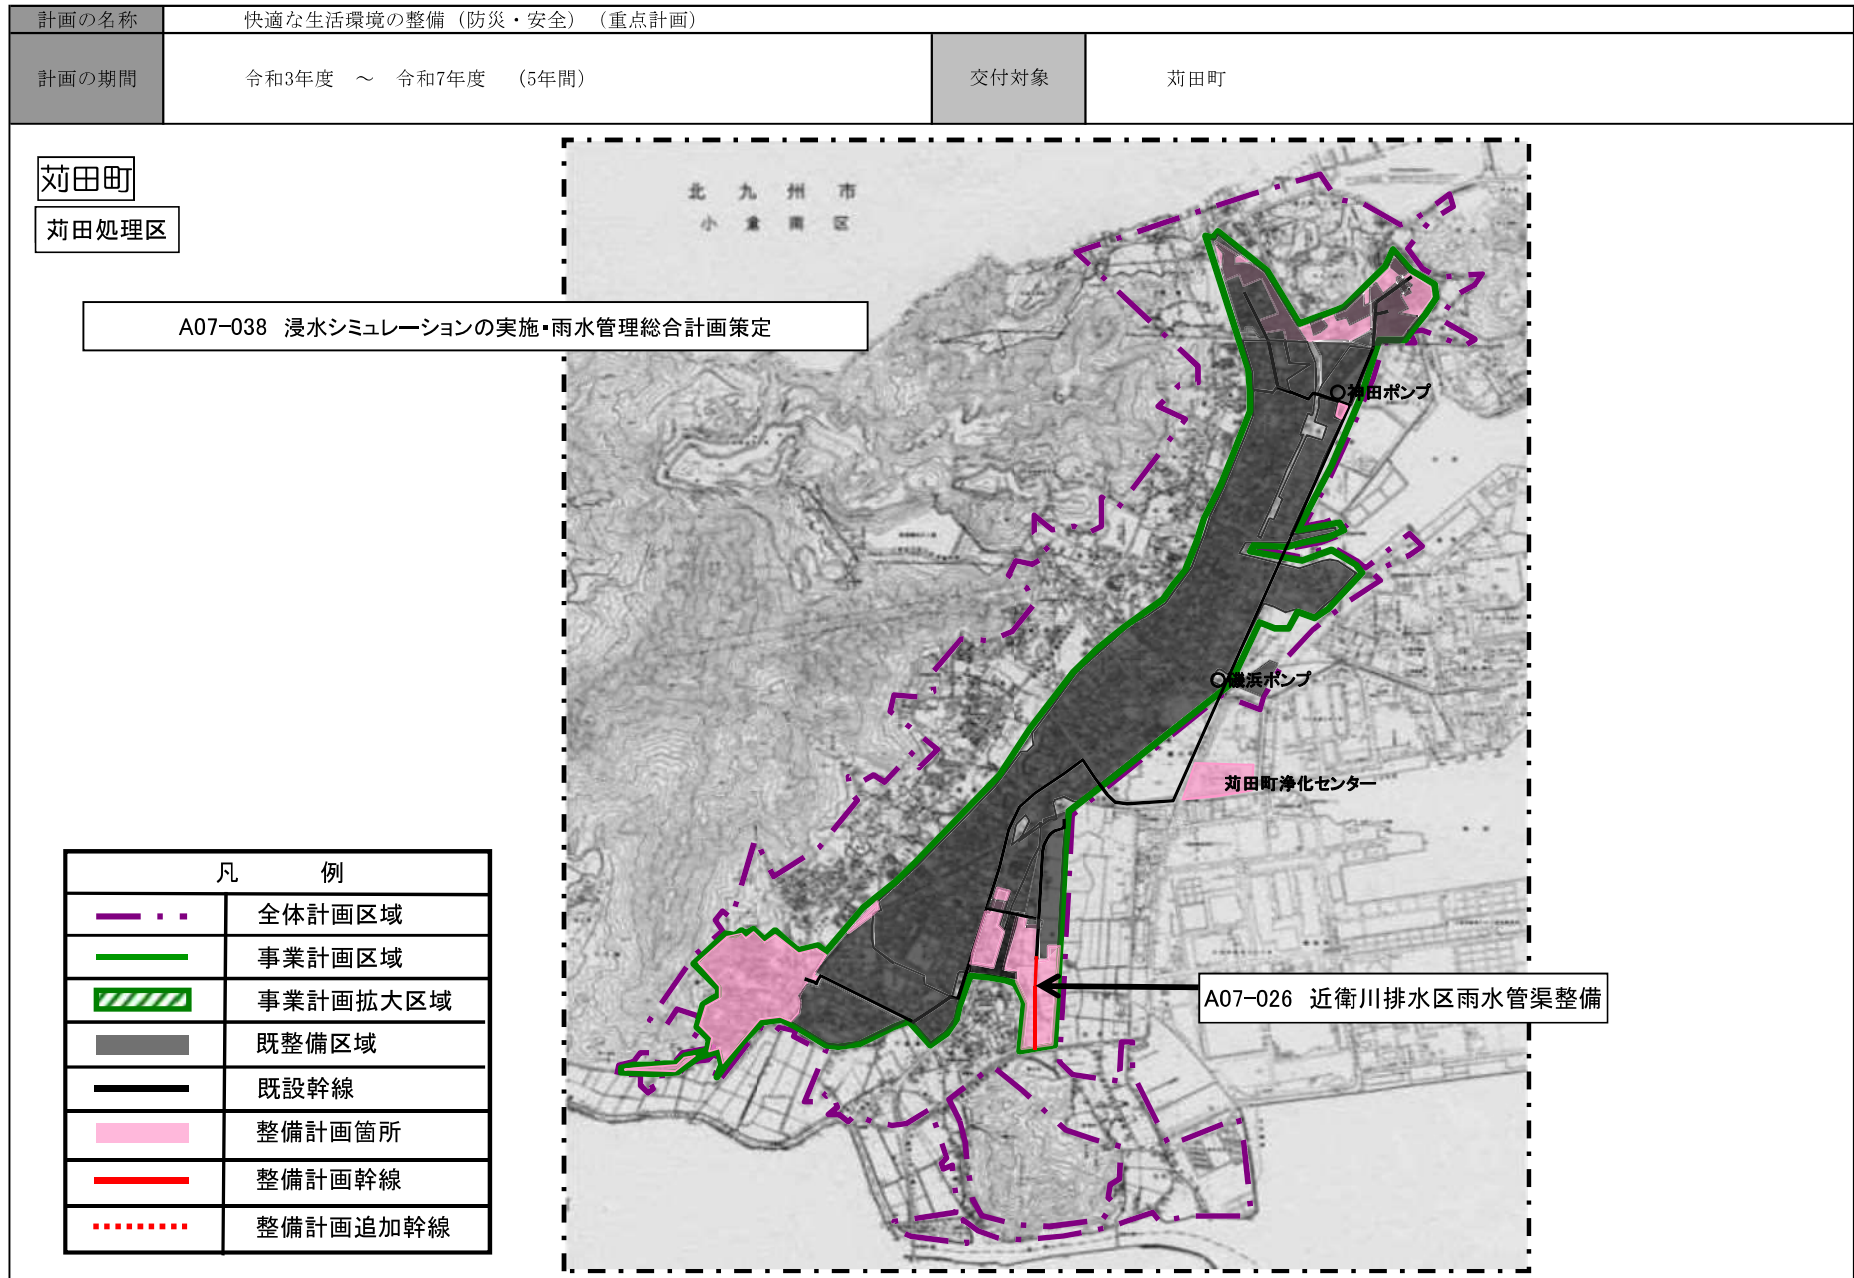 計画の名称 快適な生活環境の整備（防災・安全）（重点計画）
計画の期間 令和3年度 ～ 令和7年度 （5年間） 交付対象 苅田町
苅田町
苅田処理区
北九州市
小倉南区
A07-038 浸水シミュレーションの実施・雨水管理総合計画策定
神田ポンプ
磯浜ポンプ
苅田町浄化センター
A07-026 近衛川排水区雨水管渠整備
凡 例
全体計画区域
事業計画区域
事業計画拡大区域
既整備区域
既設幹線
整備計画箇所
整備計画幹線
整備計画追加幹線